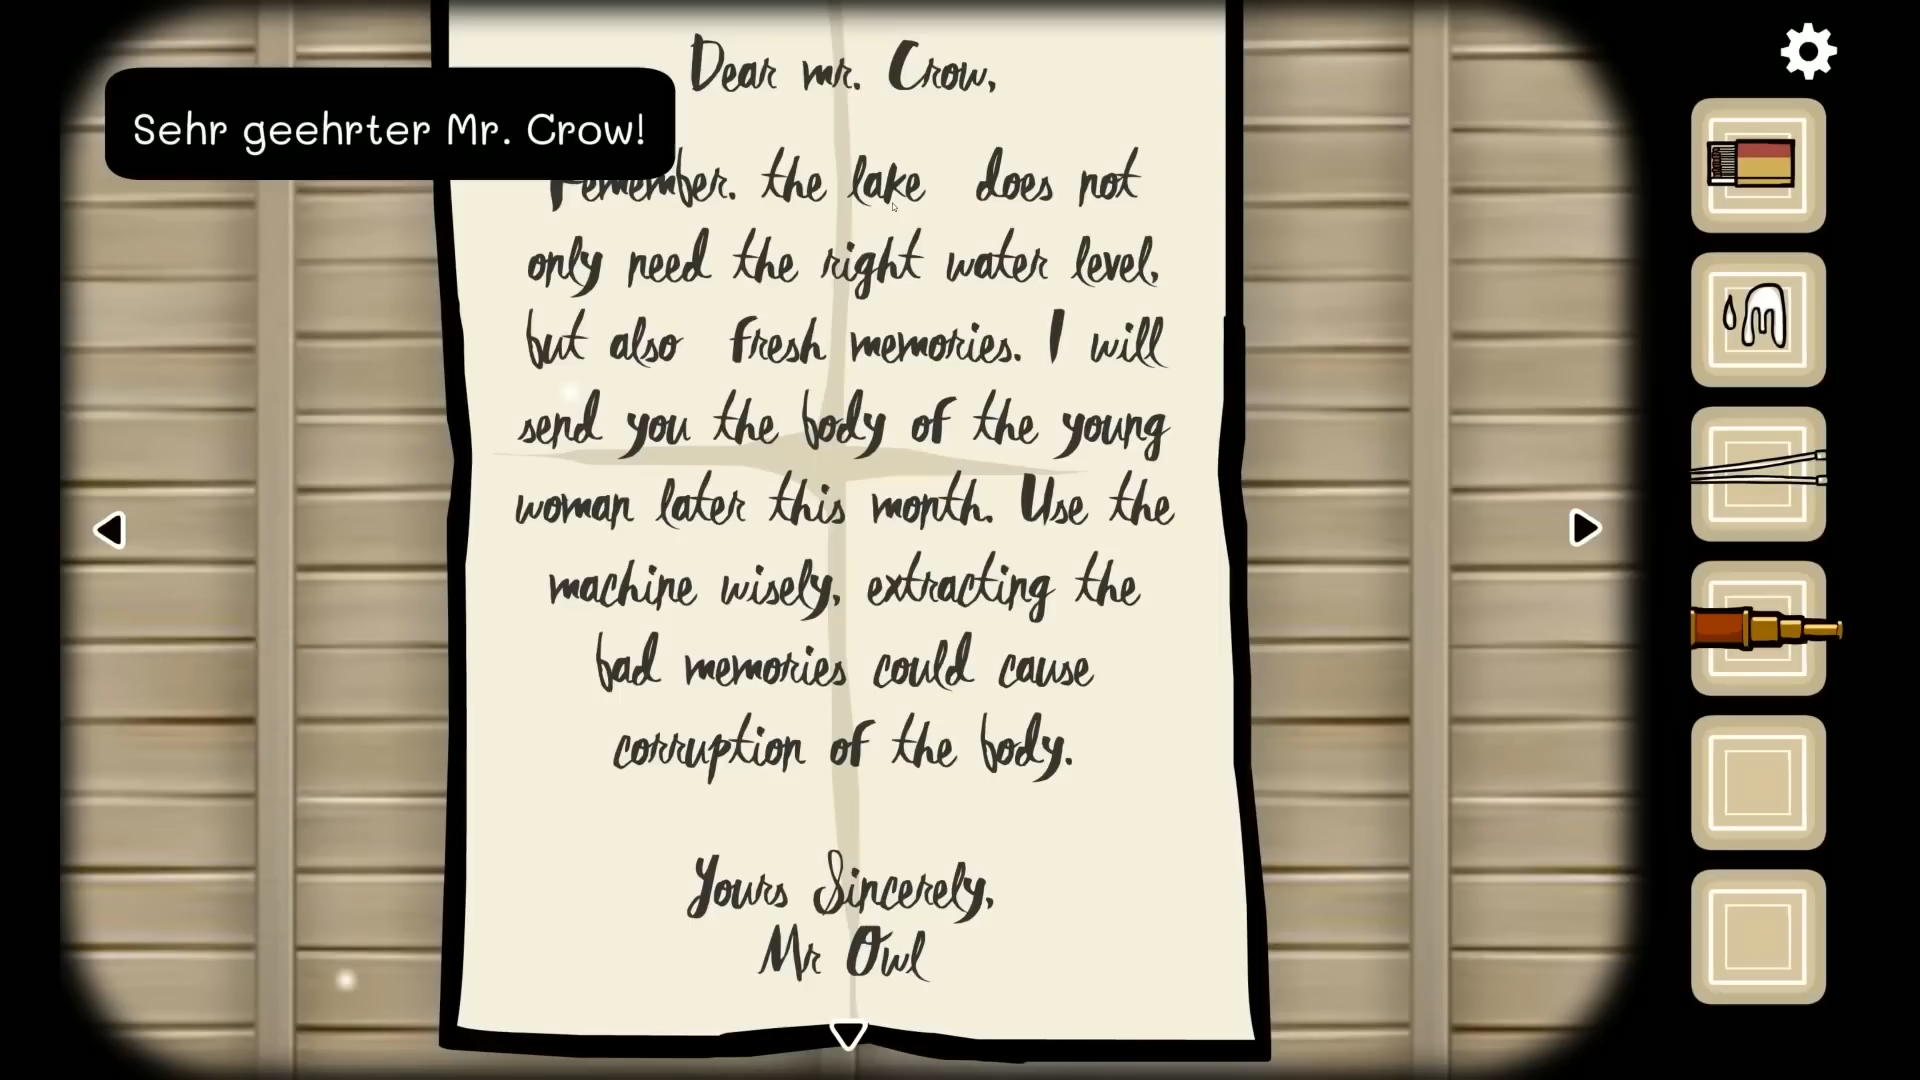 Dear mr. Crow,
Sehr geehrter Mr. Crow!
Remember. the lake does not
only need the right water level,
but also fresh memories. I will
send you the body of the young
woman later this month. Use the
machine wisely, extracting the
bad memories could cause
corruption of the body.
Yours Sincerely,
Mr Owl